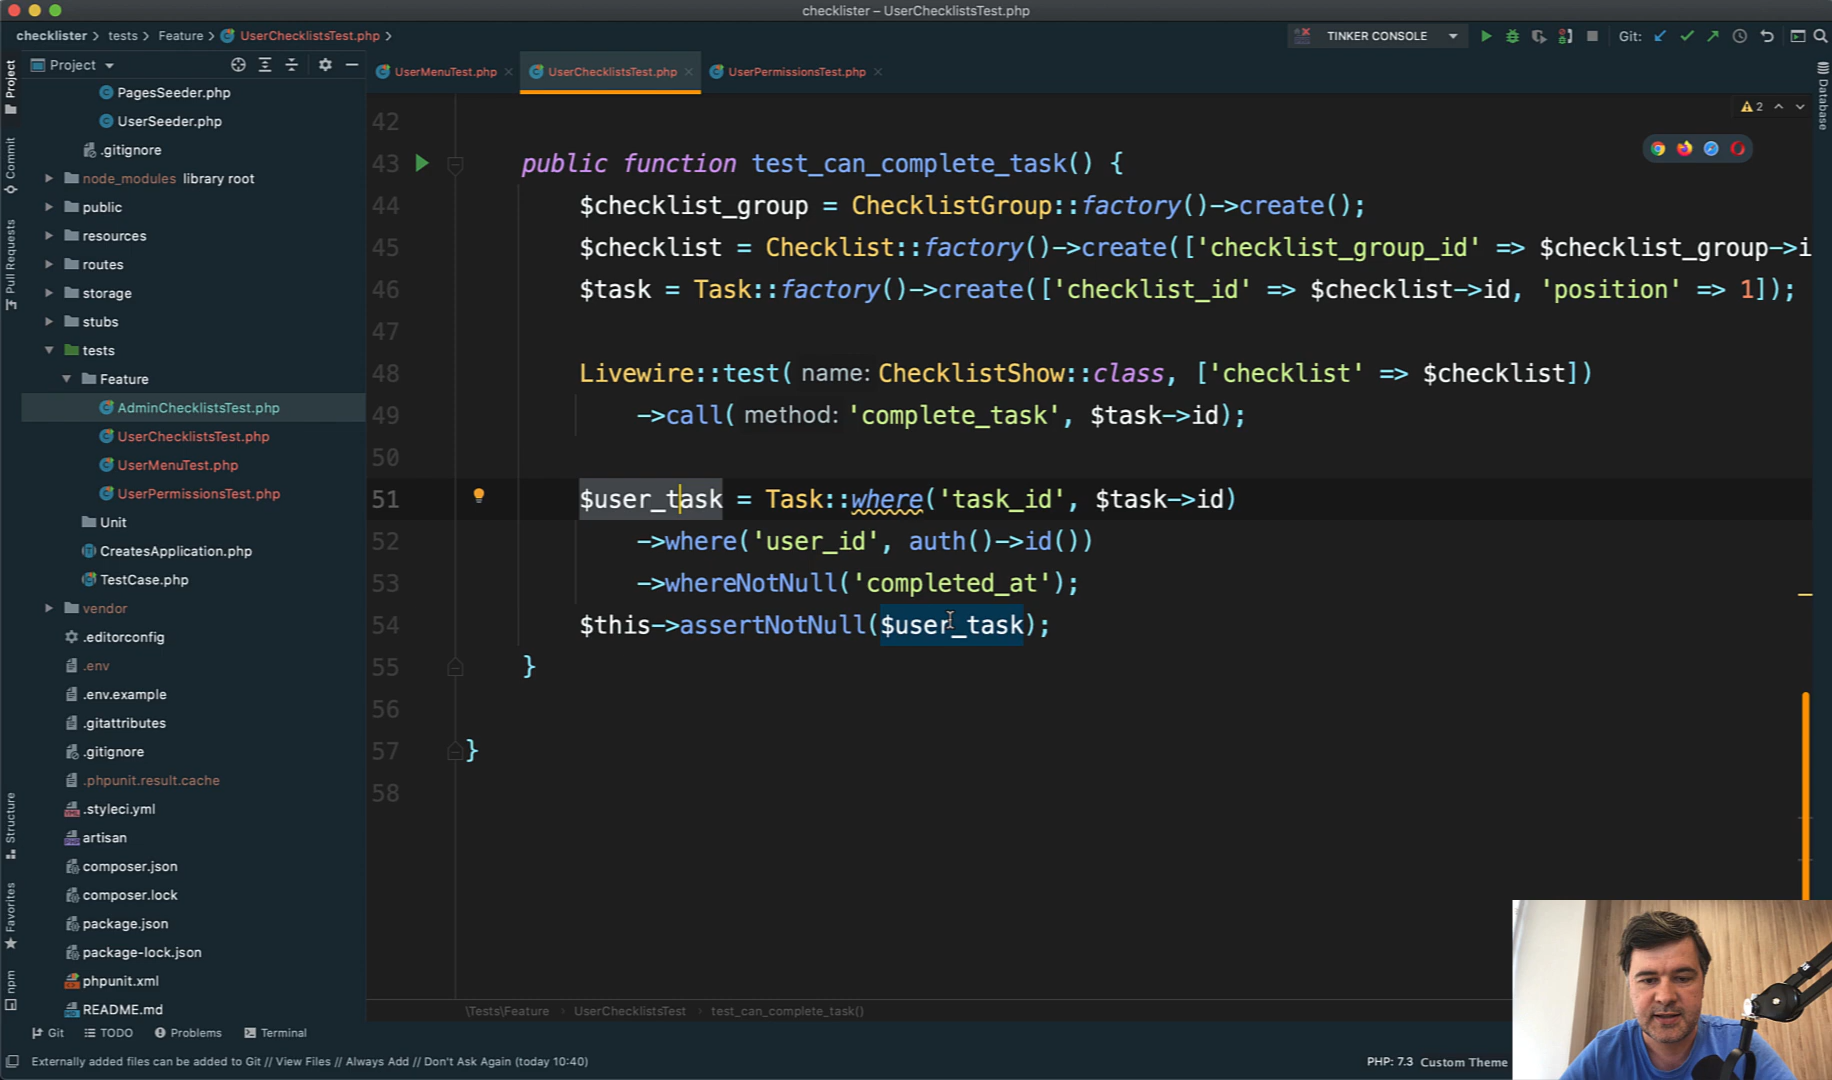 checklister – UserChecklistsTest.php
checklister > tests > Feature > UserChecklistsTest.php >
TINKER CONSOLE
Git:
Project
UserMenuTest.php
UserChecklistsTest.php
UserPermissionsTest.php
Project
Commit
Pull Requests
Structure
Favorites
npm
Database
2
PagesSeeder.php
UserSeeder.php
.gitignore
node_modules library root
public
resources
routes
storage
stubs
tests
Feature
AdminChecklistsTest.php
UserChecklistsTest.php
UserMenuTest.php
UserPermissionsTest.php
Unit
CreatesApplication.php
TestCase.php
vendor
.editorconfig
.env
.env.example
.gitattributes
.gitignore
.phpunit.result.cache
.styleci.yml
artisan
composer.json
composer.lock
package.json
package-lock.json
phpunit.xml
README.md
42
43 public function test_can_complete_task() {
44 $checklist_group = ChecklistGroup::factory()->create();
45 $checklist = Checklist::factory()->create(['checklist_group_id' => $checklist_group->i
46 $task = Task::factory()->create(['checklist_id' => $checklist->id, 'position' => 1]);
47
48 Livewire::test( name: ChecklistShow::class, ['checklist' => $checklist])
49 ->call( method: 'complete_task', $task->id);
50
51 $user_task = Task::where('task_id', $task->id)
52 ->where('user_id', auth()->id())
53 ->whereNotNull('completed_at');
54 $this->assertNotNull($user_task);
55 }
56
57 }
58
\Tests\Feature > UserChecklistsTest > test_can_complete_task()
Git TODO Problems Terminal
Externally added files can be added to Git // View Files // Always Add // Don't Ask Again (today 10:40)
PHP: 7.3 Custom Theme